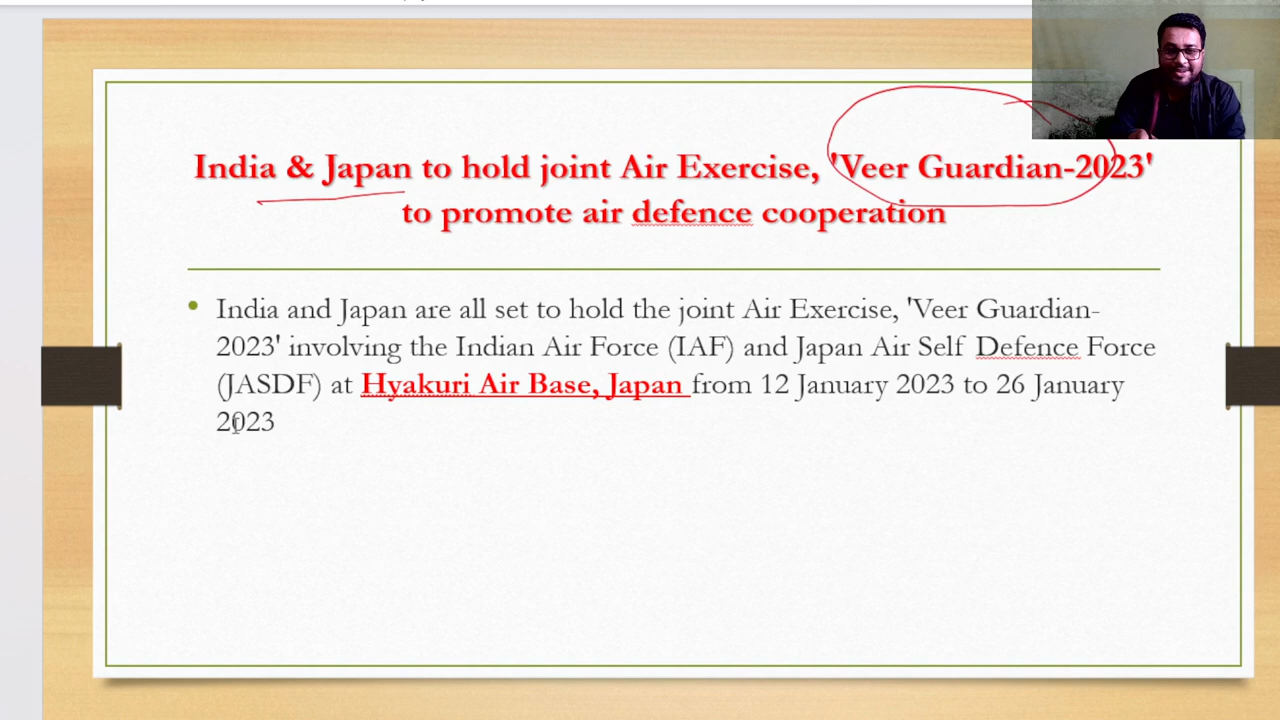 India & Japan to hold joint Air Exercise, 'Veer Guardian-2023'
to promote air defence cooperation
• India and Japan are all set to hold the joint Air Exercise, 'Veer Guardian-
2023' involving the Indian Air Force (IAF) and Japan Air Self Defence Force
(JASDF) at Hyakuri Air Base, Japan from 12 January 2023 to 26 January
2023